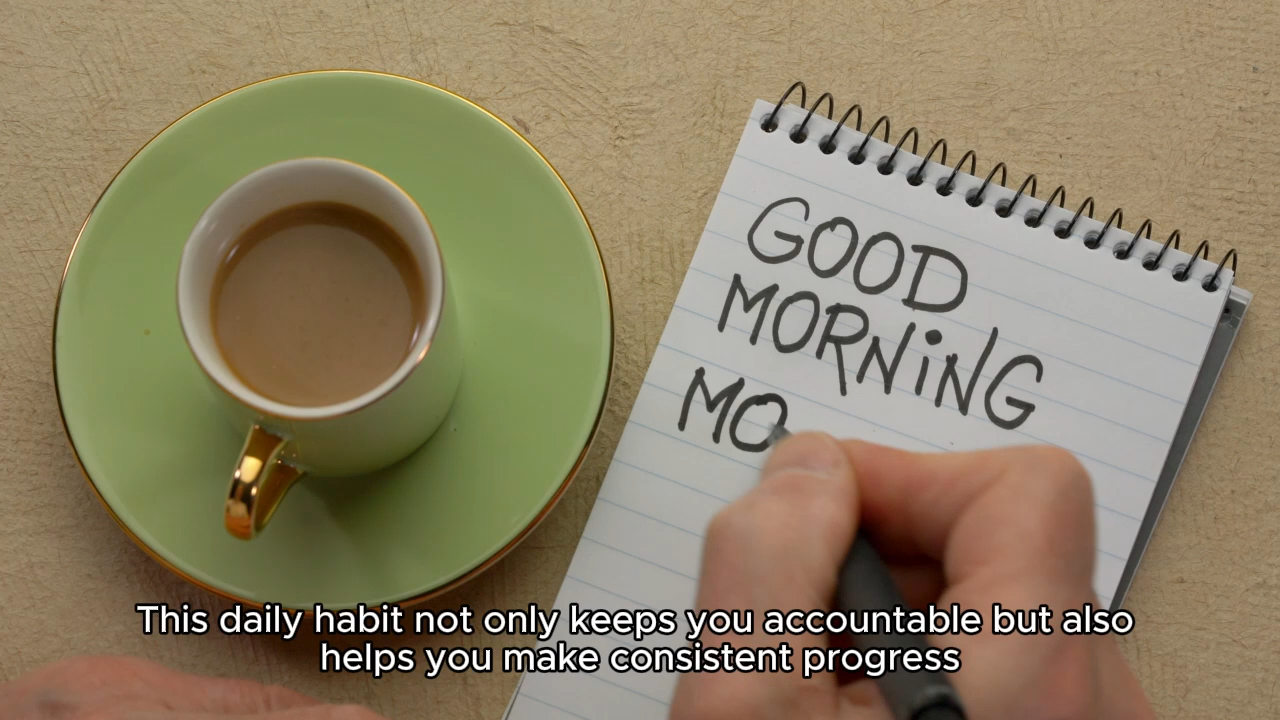 GOOD
MORNiNG
MO
This daily habit not only keeps you accountable but also
helps you make consistent progress